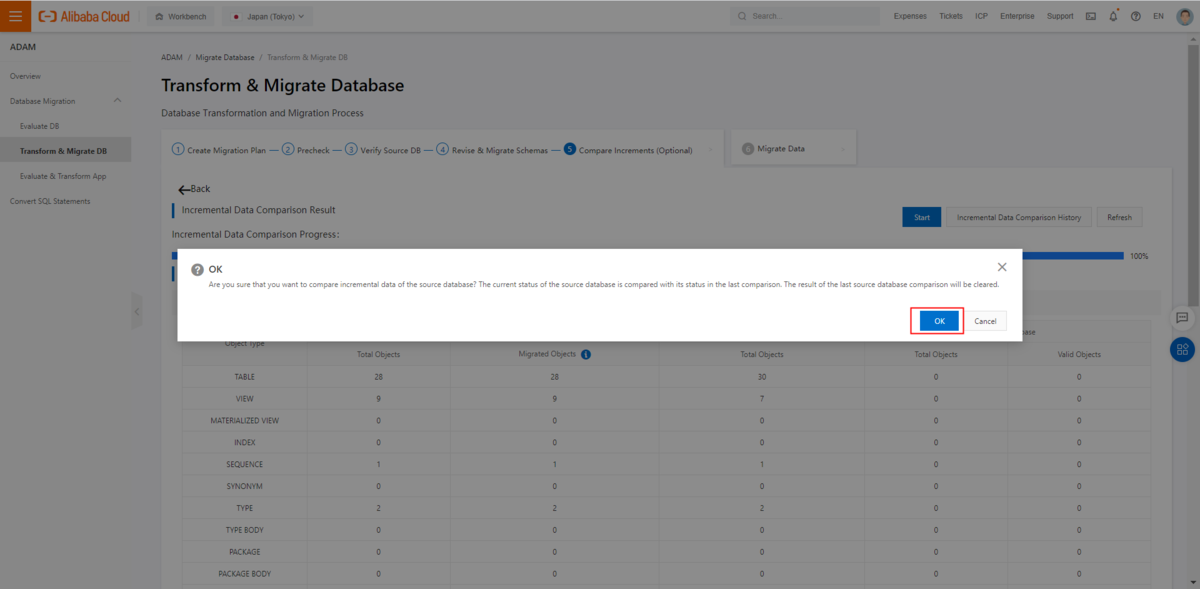 Alibaba Cloud
Workbench
Japan (Tokyo)
Search...
Expenses Tickets ICP Enterprise Support EN
ADAM
Overview
Database Migration
Evaluate DB
Transform & Migrate DB
Evaluate & Transform App
Convert SQL Statements
ADAM / Migrate Database / Transform & Migrate DB
Transform & Migrate Database
Database Transformation and Migration Process
1 Create Migration Plan — 2 Precheck — 3 Verify Source DB — 4 Revise & Migrate Schemas — 5 Compare Increments (Optional)
6 Migrate Data
Back
Incremental Data Comparison Result
Start Incremental Data Comparison History Refresh
Incremental Data Comparison Progress:
100%
OK
Are you sure that you want to compare incremental data of the source database? The current status of the source database is compared with its status in the last comparison. The result of the last source database comparison will be cleared.
OK Cancel
Object Type
Total Objects Migrated Objects Total Objects Total Objects Valid Objects
TABLE 28 28 30 0 0
VIEW 9 9 7 0 0
MATERIALIZED VIEW 0 0 0 0 0
INDEX 0 0 0 0 0
SEQUENCE 1 1 1 0 0
SYNONYM 0 0 0 0 0
TYPE 2 2 2 0 0
TYPE BODY 0 0 0 0 0
PACKAGE 0 0 0 0 0
PACKAGE BODY 0 0 0 0 0